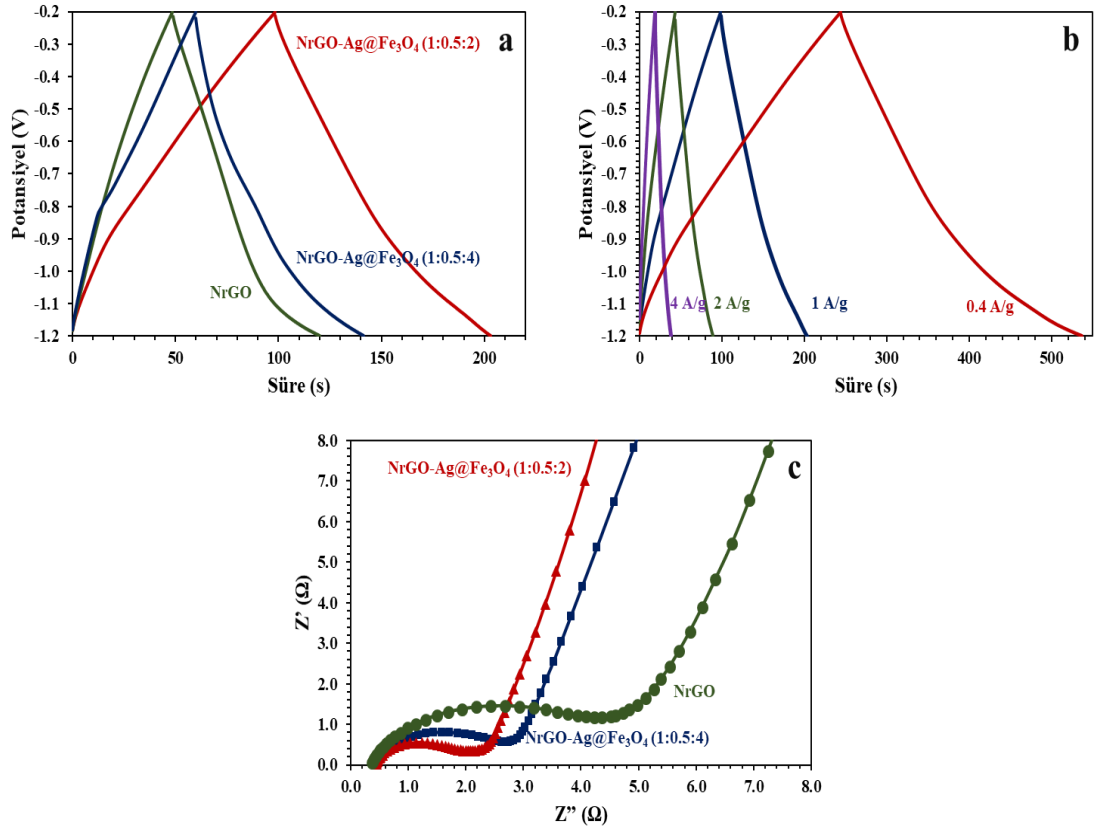 a
Potansiyel (V)
-0.2
-0.3
-0.4
-0.5
-0.6
-0.7
-0.8
-0.9
-1.0
-1.1
-1.2
NrGO-Ag@Fe₃O₄ (1:0.5:2)
NrGO-Ag@Fe₃O₄ (1:0.5:4)
NrGO
0 50 100 150 200
Süre (s)
b
Potansiyel (V)
-0.2
-0.3
-0.4
-0.5
-0.6
-0.7
-0.8
-0.9
-1.0
-1.1
-1.2
4 A/g 2 A/g 1 A/g 0.4 A/g
0 100 200 300 400 500
Süre (s)
c
Z’ (Ω)
8.0
7.0
6.0
5.0
4.0
3.0
2.0
1.0
0.0
NrGO-Ag@Fe₃O₄ (1:0.5:2)
NrGO
NrGO-Ag@Fe₃O₄ (1:0.5:4)
0.0 1.0 2.0 3.0 4.0 5.0 6.0 7.0 8.0
Z” (Ω)